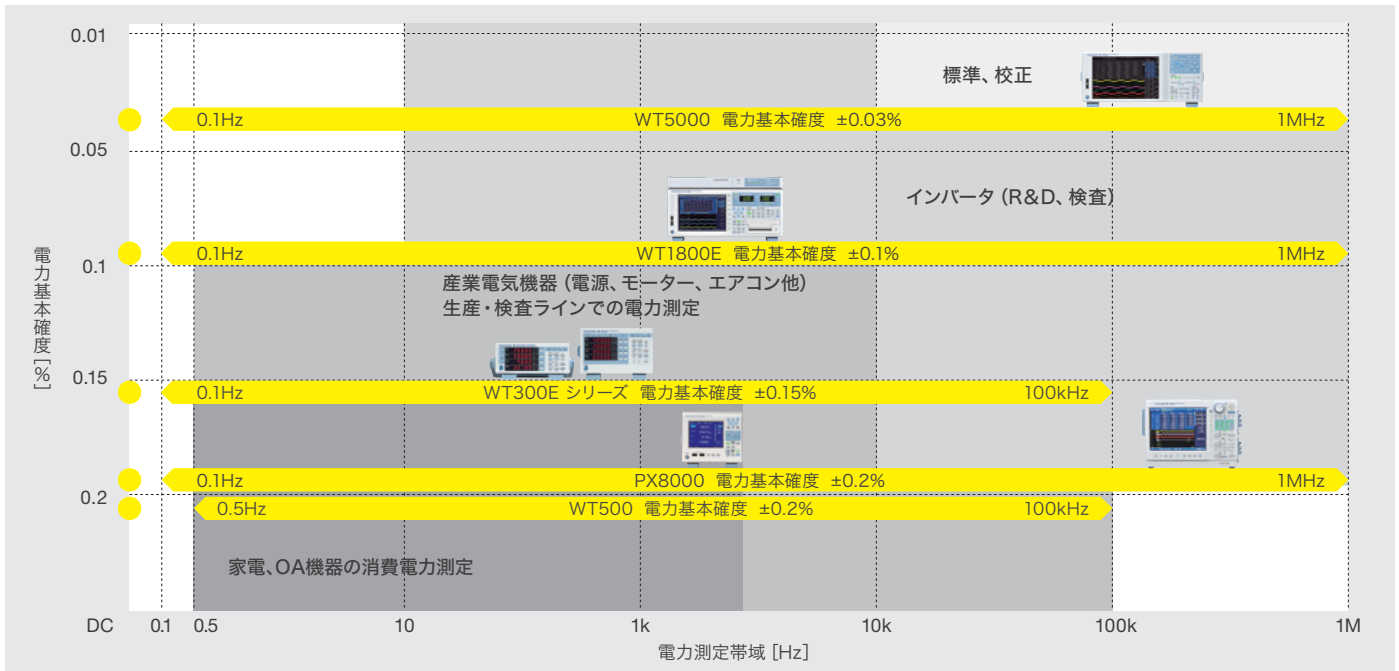 0.01
標準、校正
0.1Hz WT5000 電力基本確度 ±0.03% 1MHz
0.05
インバータ（R&D、検査）
0.1Hz WT1800E 電力基本確度 ±0.1% 1MHz
0.1
電力基本確度[%]
産業電気機器（電源、モーター、エアコン他）
生産・検査ラインでの電力測定
0.15
0.1Hz WT300E シリーズ 電力基本確度 ±0.15% 100kHz
0.1Hz PX8000 電力基本確度 ±0.2% 1MHz
0.2
0.5Hz WT500 電力基本確度 ±0.2% 100kHz
家電、OA機器の消費電力測定
DC 0.1 0.5 10 1k 10k 100k 1M
電力測定帯域 [Hz]